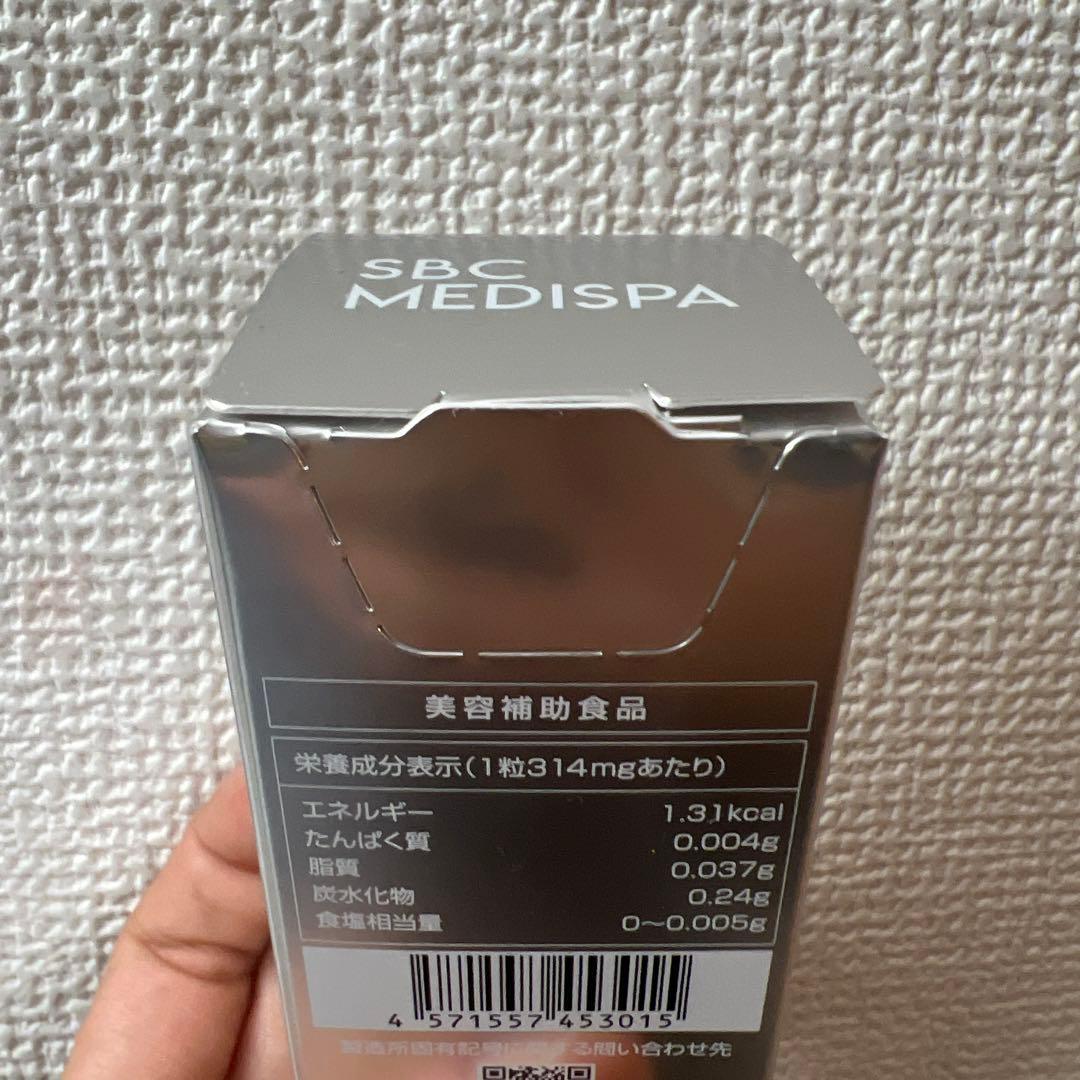 SBC
MEDISPA
美容補助食品
栄養成分表示(1粒314mgあたり)
エネルギー 1.31kcal
たんぱく質 0.004g
脂質 0.037g
炭水化物 0.24g
食塩相当量 0〜0.005g
4 571557 453015
製造所固有記号に関する問い合わせ先